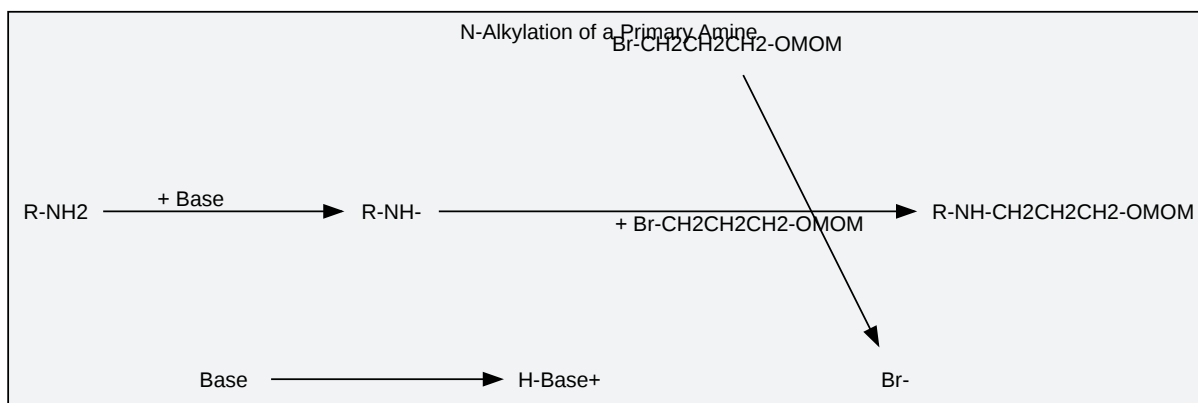 N-Alkylation of a Primary Amine
Br-CH2CH2CH2-OMOM
+ Base
R-NH2
R-NH-
R-NH-CH2CH2CH2-OMOM
+ Br-CH2CH2CH2-OMOM
Base
H-Base+
Br-